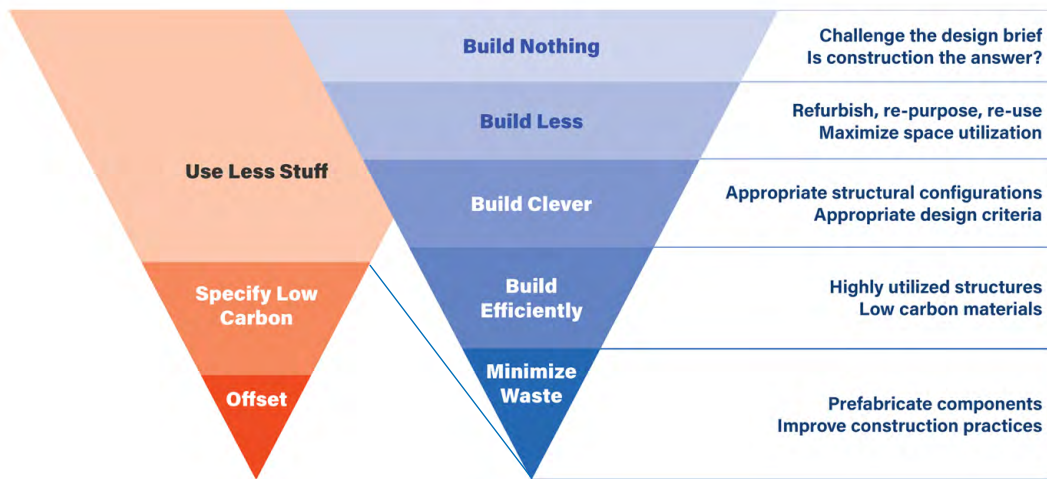 Use Less Stuff
Specify Low
Carbon
Offset
Build Nothing
Build Less
Build Clever
Build
Efficiently
Minimize
Waste
Challenge the design brief
Is construction the answer?
Refurbish, re-purpose, re-use
Maximize space utilization
Appropriate structural configurations
Appropriate design criteria
Highly utilized structures
Low carbon materials
Prefabricate components
Improve construction practices